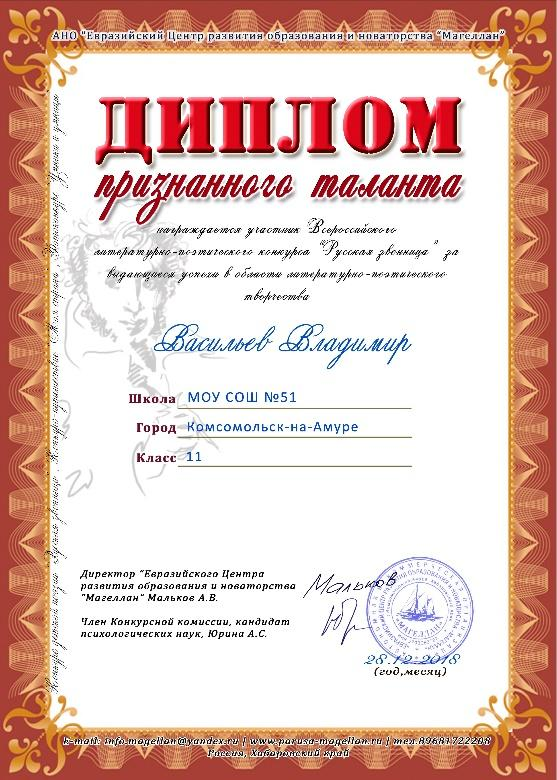 АНО "Евразийский Центр развития образования и новаторства "Магеллан"
ДИПЛОМ
признанного таланта
награждается участник Всероссийского
литературно-поэтического конкурса "Русская звонница" за
выдающиеся успехи в области литературно-поэтического
творчества
Васильев Владимир
Школа МОУ СОШ №51
Город Комсомольск-на-Амуре
Класс 11
Директор "Евразийского Центра
развития образования и новаторства
"Магеллан" Мальков А.В.
Член Конкурсной комиссии, кандидат
психологических наук, Юрина А.С.
Мальков
МАГЕЛЛАН
28.12.2018
(год,месяц)
e-mail: info.magellan@yandex.ru | www.parusa-magellan.ru | тел.89681722208
Россия, Хабаровский край